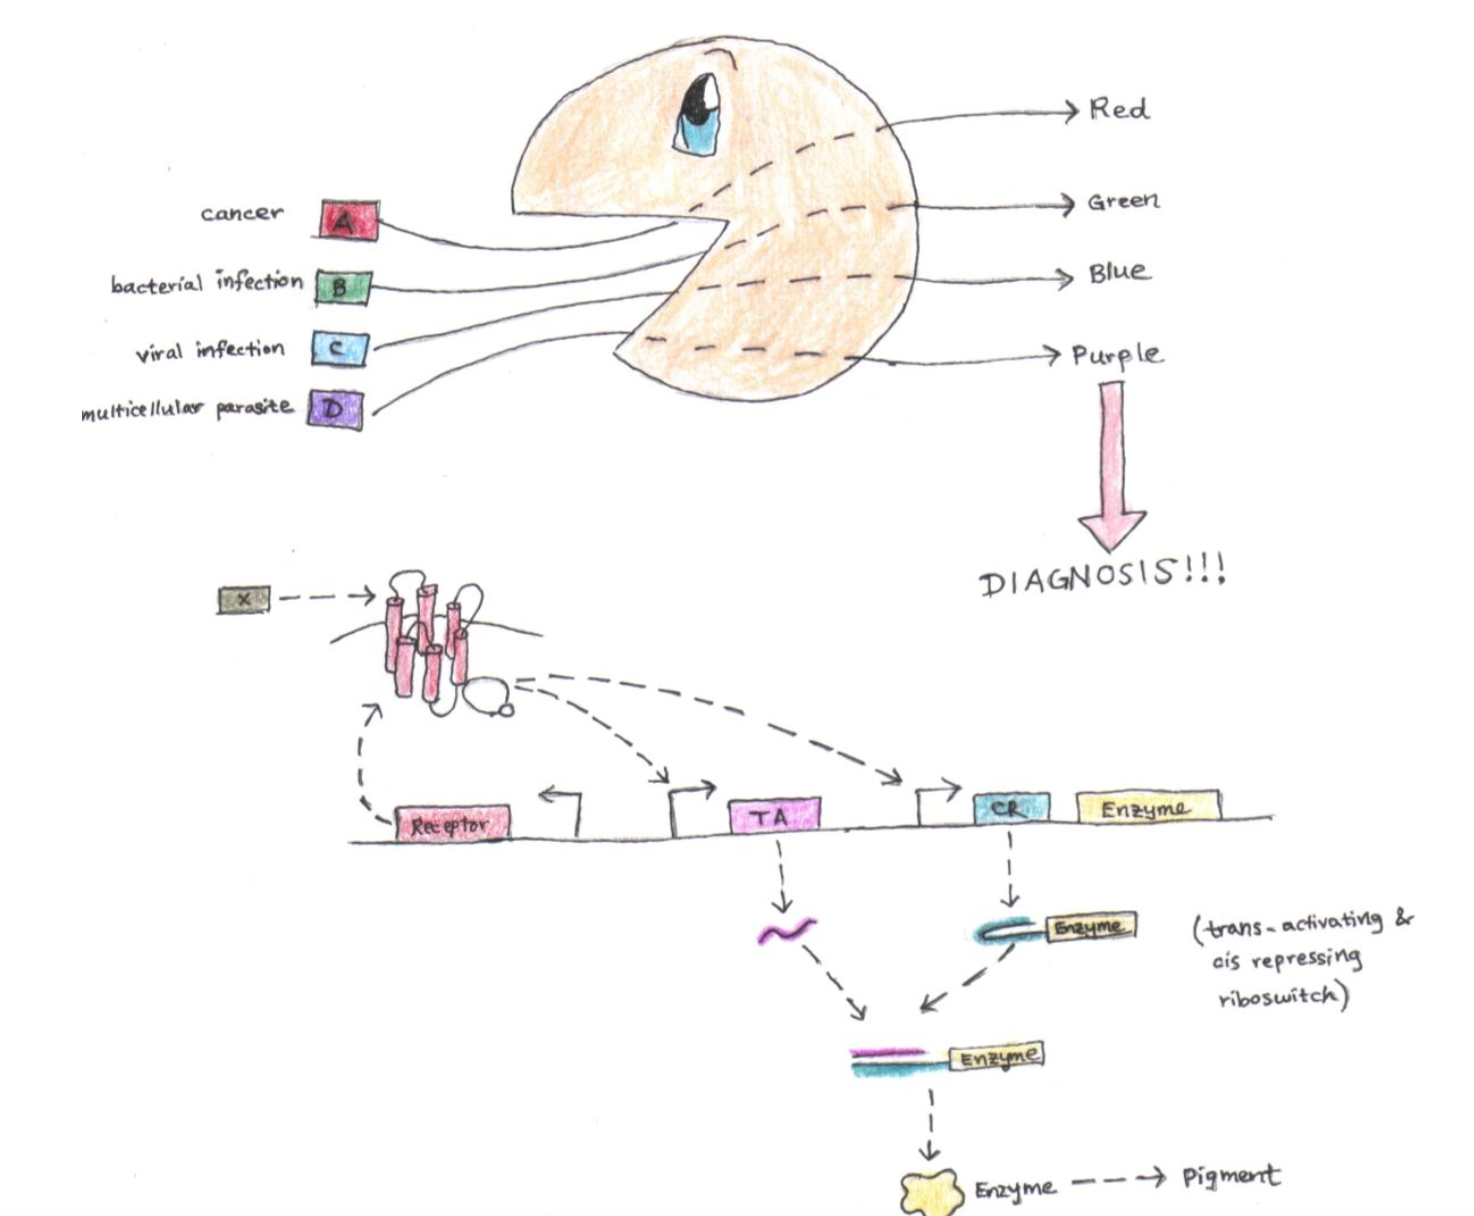 Red
cancer A
Green
bacterial infection B
Blue
viral infection C
Purple
multicellular parasite D
DIAGNOSIS!!!
X
Receptor
TA
CR
Enzyme
Enzyme
(trans-activating &
cis repressing
riboswitch)
Enzyme
Enzyme
Pigment